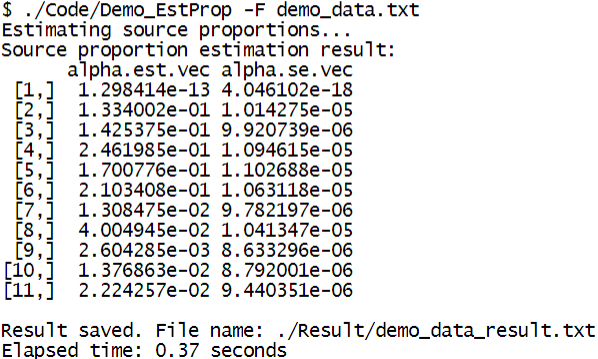 $ ./Code/Demo_EstProp -F demo_data.txt
Estimating source proportions...
Source proportion estimation result:
alpha.est.vec alpha.se.vec
[1,] 1.298414e-13 4.046102e-18
[2,] 1.334002e-01 1.014275e-05
[3,] 1.425375e-01 9.920739e-06
[4,] 2.461985e-01 1.094615e-05
[5,] 1.700776e-01 1.102688e-05
[6,] 2.103408e-01 1.063118e-05
[7,] 1.308475e-02 9.782197e-06
[8,] 4.004945e-02 1.041347e-05
[9,] 2.604285e-03 8.633296e-06
[10,] 1.376863e-02 8.792001e-06
[11,] 2.224257e-02 9.440351e-06
Result saved. File name: ./Result/demo_data_result.txt
Elapsed time: 0.37 seconds